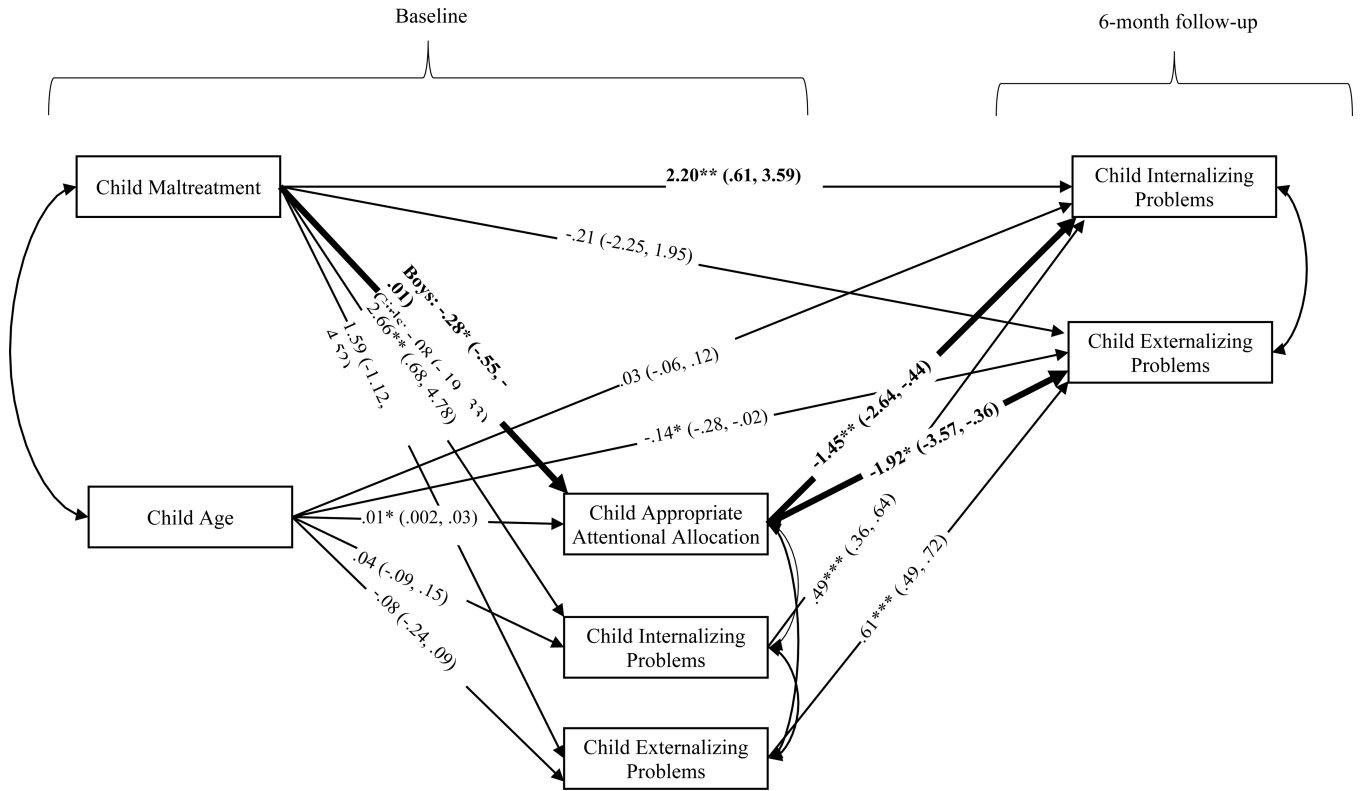 Baseline
6-month follow-up
Child Maltreatment
2.20** (.61, 3.59)
Child Internalizing
Problems
-.21 (-2.25, 1.95)
Boys: -.28* (-.55, -
.01)
2.66** (.68, 4.78)
1.59 (-1.12,
4.52)
Child Externalizing
Problems
.03 (-.06, .12)
-.14* (-.28, -.02)
-1.45** (-2.64, -.44)
-1.92* (-3.57, -.36)
Child Age
.01* (.002, .03)
Child Appropriate
Attentional Allocation
.04 (-.09, .15)
-.08 (-.24, .09)
.49*** (.36, .64)
.61*** (.49, .72)
Child Internalizing
Problems
Child Externalizing
Problems